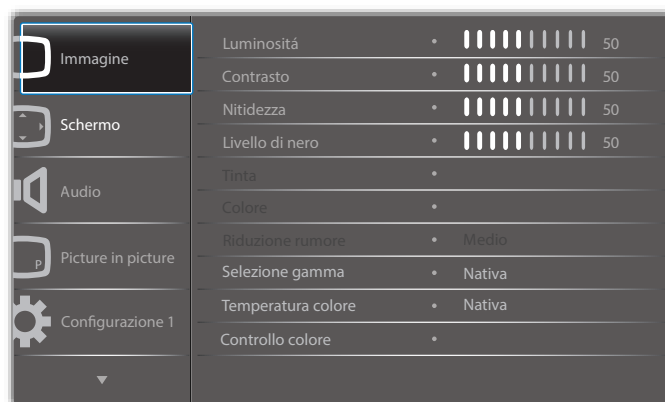 Immagine
Schermo
Audio
P
Picture in picture
Configurazione 1
Luminositá 50
Contrasto 50
Nitidezza 50
Livello di nero 50
Tinta
Colore
Riduzione rumore Medio
Selezione gamma Nativa
Temperatura colore Nativa
Controllo colore